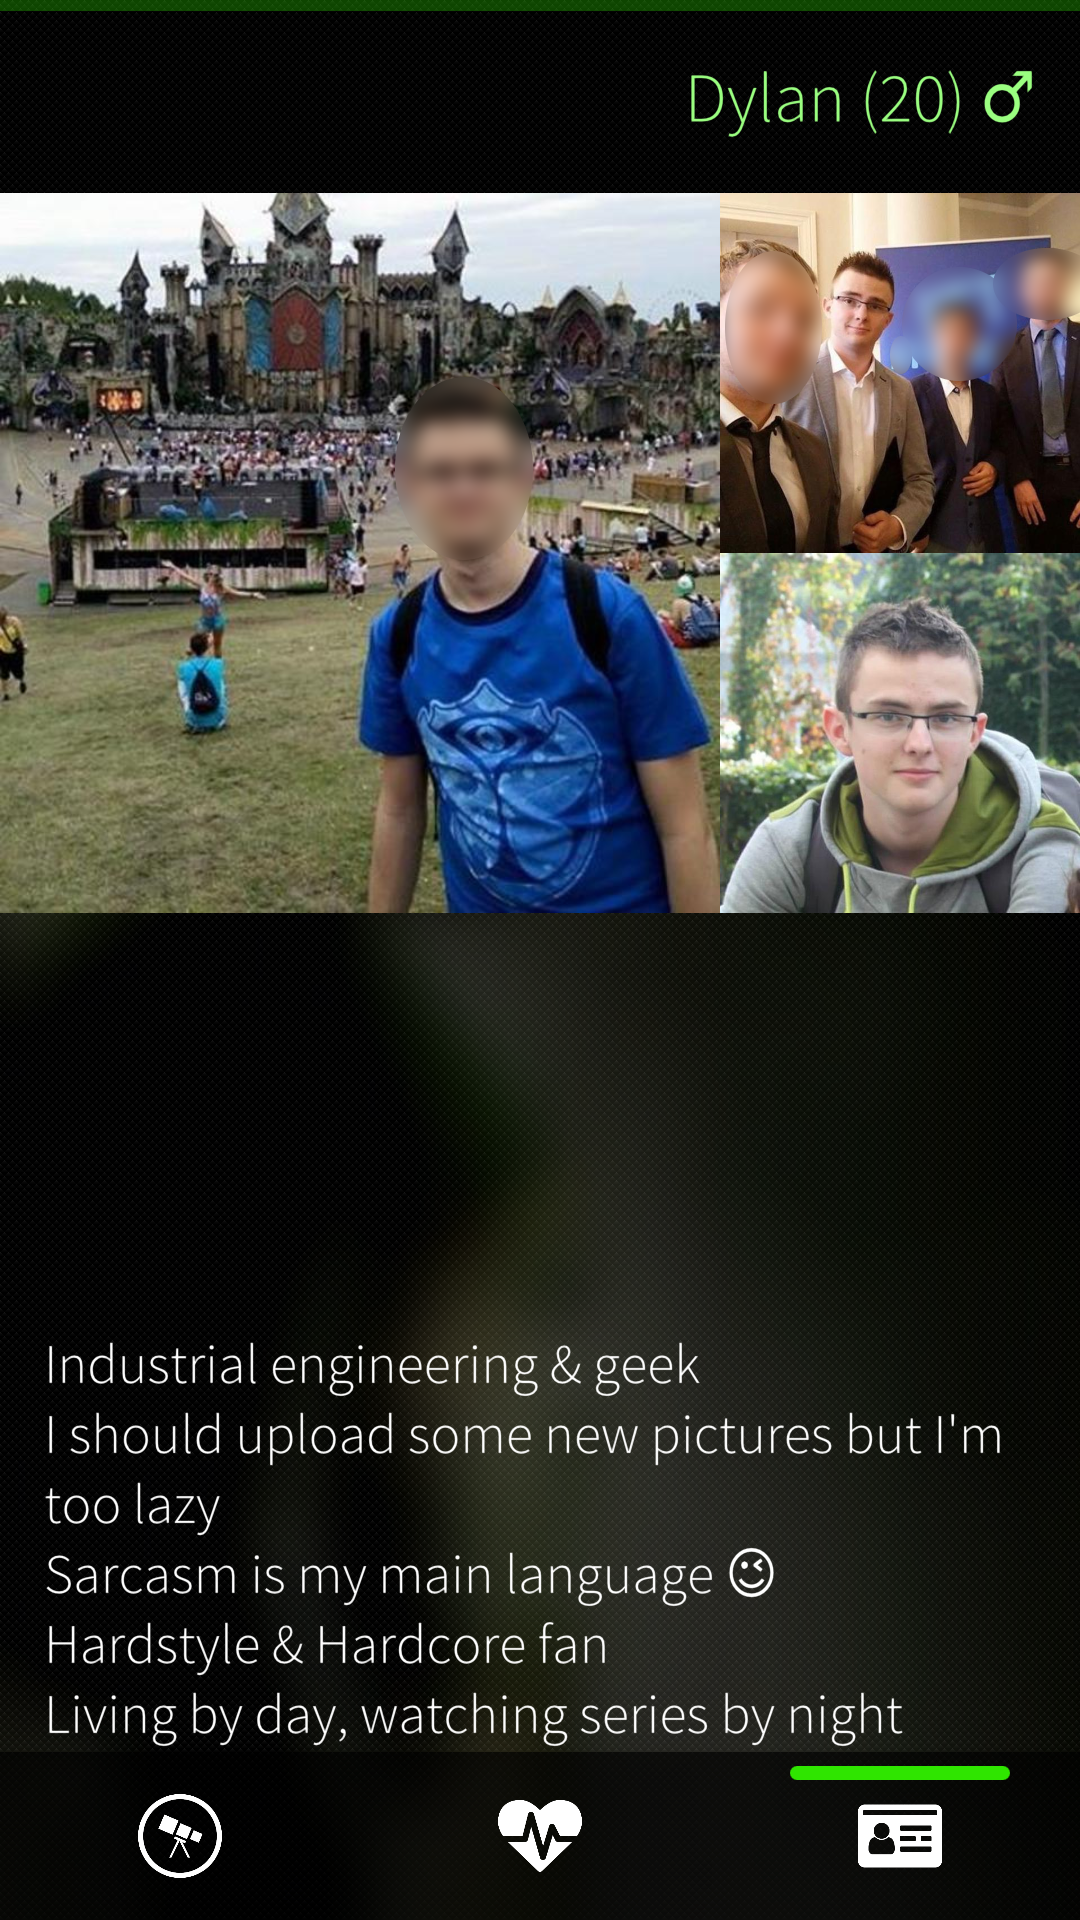 Dylan (20) ♂
Industrial engineering & geek
I should upload some new pictures but I'm
too lazy
Sarcasm is my main language 😉
Hardstyle & Hardcore fan
Living by day, watching series by night